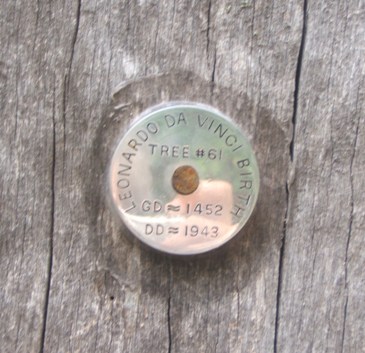 LEONARDO DA VINCI BIRTH
TREE #61
GD ≈ 1452
DD ≈ 1943